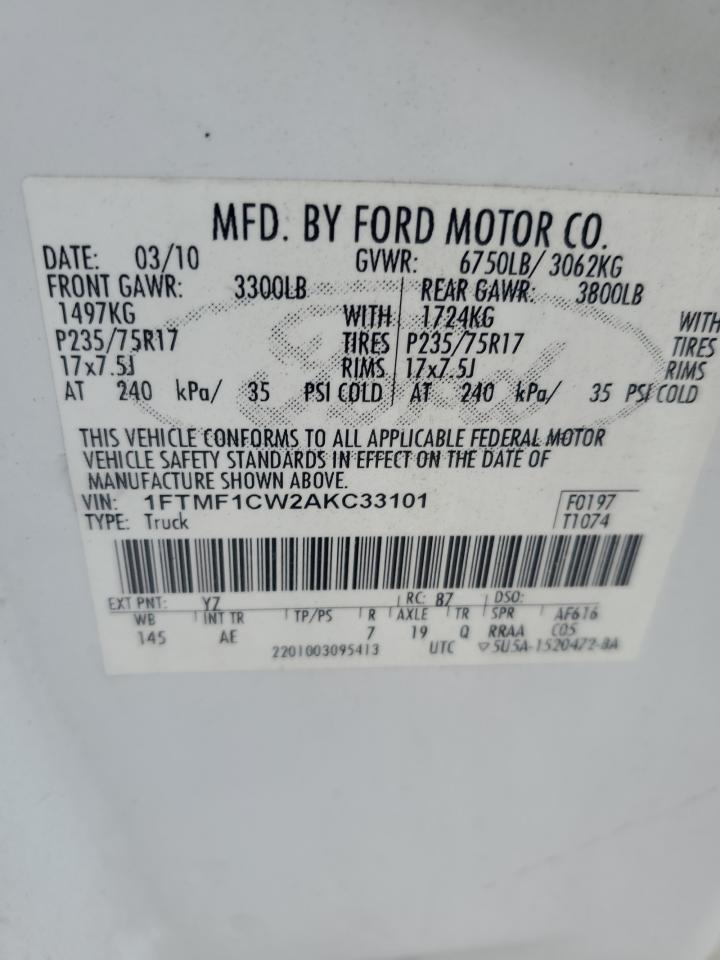 MFD. BY FORD MOTOR CO.
DATE: 03/10 GVWR: 6750LB/ 3062KG
FRONT GAWR: 3300LB REAR GAWR: 3800LB
1497KG WITH 1724KG WITH
P235/75R17 TIRES P235/75R17 TIRES
17x7.5J RIMS 17x7.5J RIMS
AT 240 kPa/ 35 PSI COLD AT 240 kPa/ 35 PSI COLD
THIS VEHICLE CONFORMS TO ALL APPLICABLE FEDERAL MOTOR
VEHICLE SAFETY STANDARDS IN EFFECT ON THE DATE OF
MANUFACTURE SHOWN ABOVE.
VIN: 1FTMF1CW2AKC33101 F0197
TYPE: Truck T1074
EXT PNT: YZ RC: 87 DSO:
WB INT TR TP/PS R AXLE TR SPR AF616
145 AE 7 19 Q RRAA C05
2201003095413 UTC ▽5U5A-1520472-BA
Ford